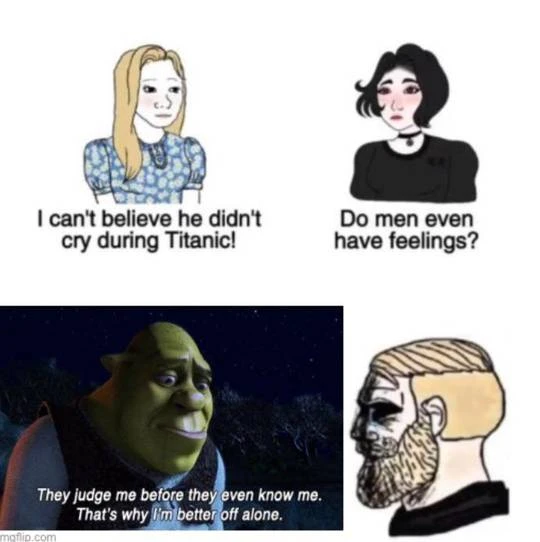 I can't believe he didn't
cry during Titanic!
Do men even
have feelings?
They judge me before they even know me.
That's why I'm better off alone.
imgflip.com